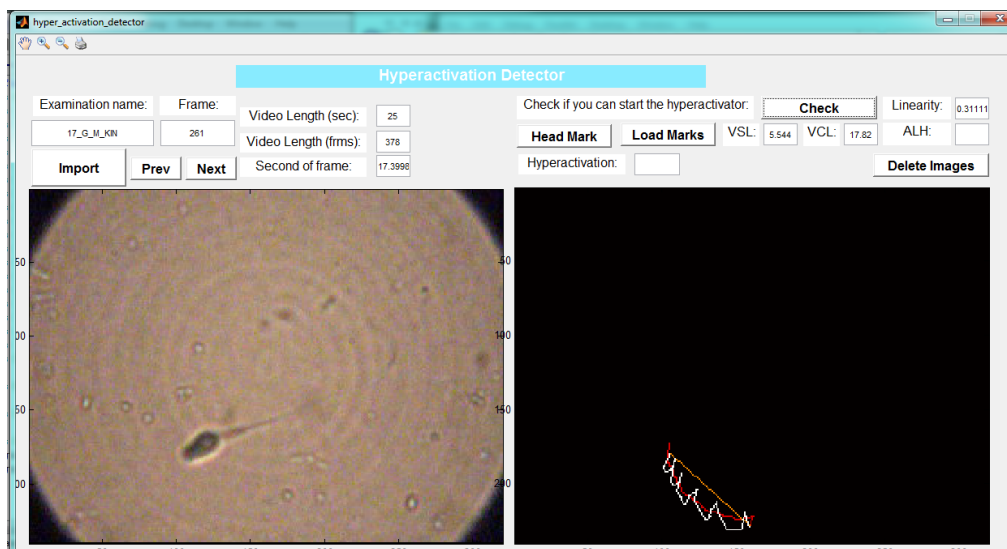 hyper_activation_detector
Hyperactivation Detector
Examination name: Frame:
17_G_M_KIN 261
Video Length (sec): 25
Video Length (frms): 378
Second of frame: 17.3998
Import Prev Next
Check if you can start the hyperactivator: Check Linearity: 0.31111
Head Mark Load Marks VSL: 5.544 VCL: 17.82 ALH:
Hyperactivation: Delete Images
50 50
100
150 150
200